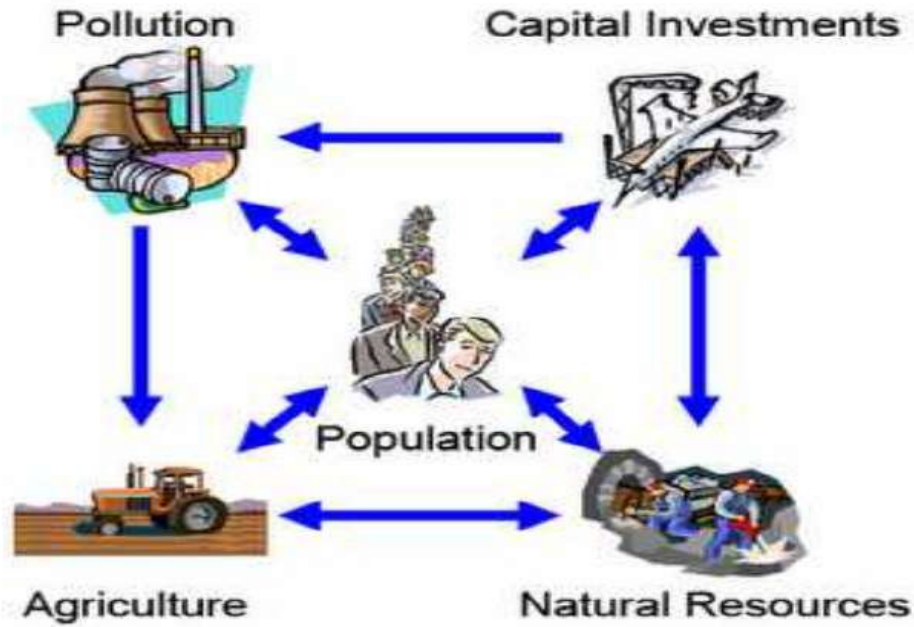 Pollution
Capital Investments
Population
Agriculture
Natural Resources